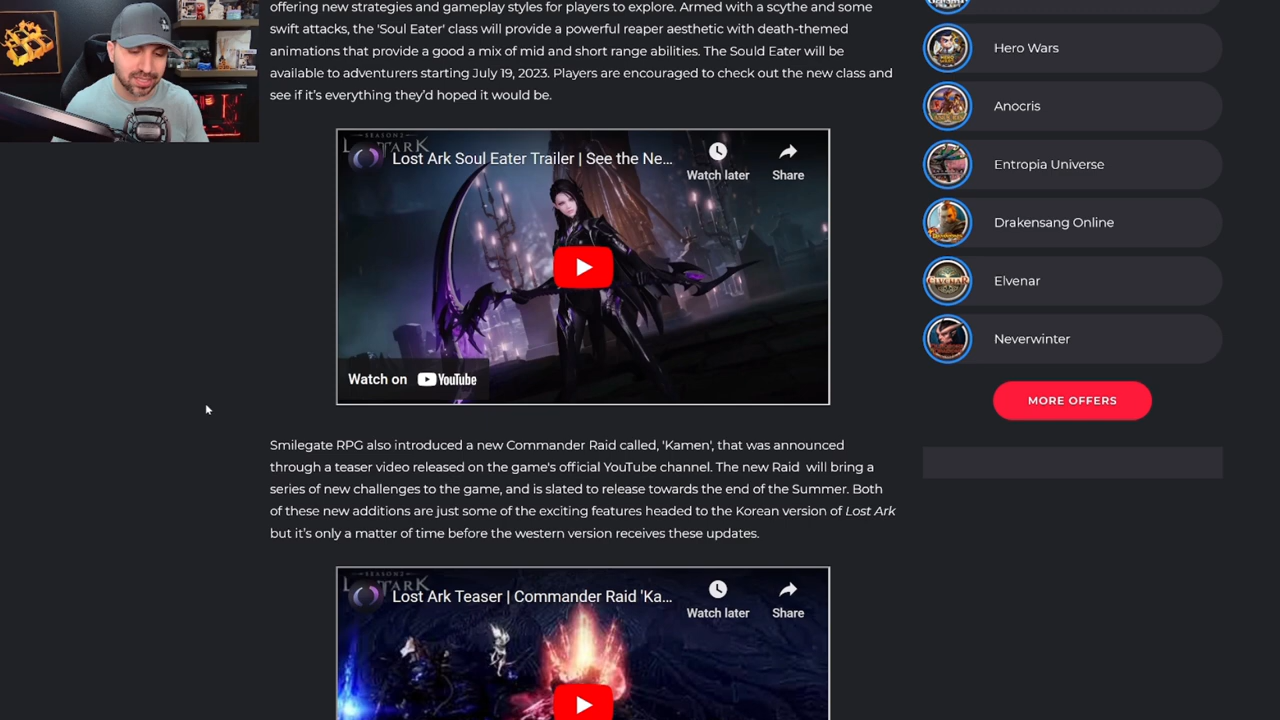 offering new strategies and gameplay styles for players to explore. Armed with a scythe and some
swift attacks, the 'Soul Eater' class will provide a powerful reaper aesthetic with death-themed
animations that provide a good a mix of mid and short range abilities. The Sould Eater will be
available to adventurers starting July 19, 2023. Players are encouraged to check out the new class and
see if it's everything they'd hoped it would be.
Lost Ark Soul Eater Trailer | See the Ne...
Watch later
Share
Watch on YouTube
Smilegate RPG also introduced a new Commander Raid called, 'Kamen', that was announced
through a teaser video released on the game's official YouTube channel. The new Raid will bring a
series of new challenges to the game, and is slated to release towards the end of the Summer. Both
of these new additions are just some of the exciting features headed to the Korean version of Lost Ark
but it's only a matter of time before the western version receives these updates.
Lost Ark Teaser | Commander Raid 'Ka...
Watch later
Share
Hero Wars
Anocris
Entropia Universe
Drakensang Online
Elvenar
Neverwinter
MORE OFFERS